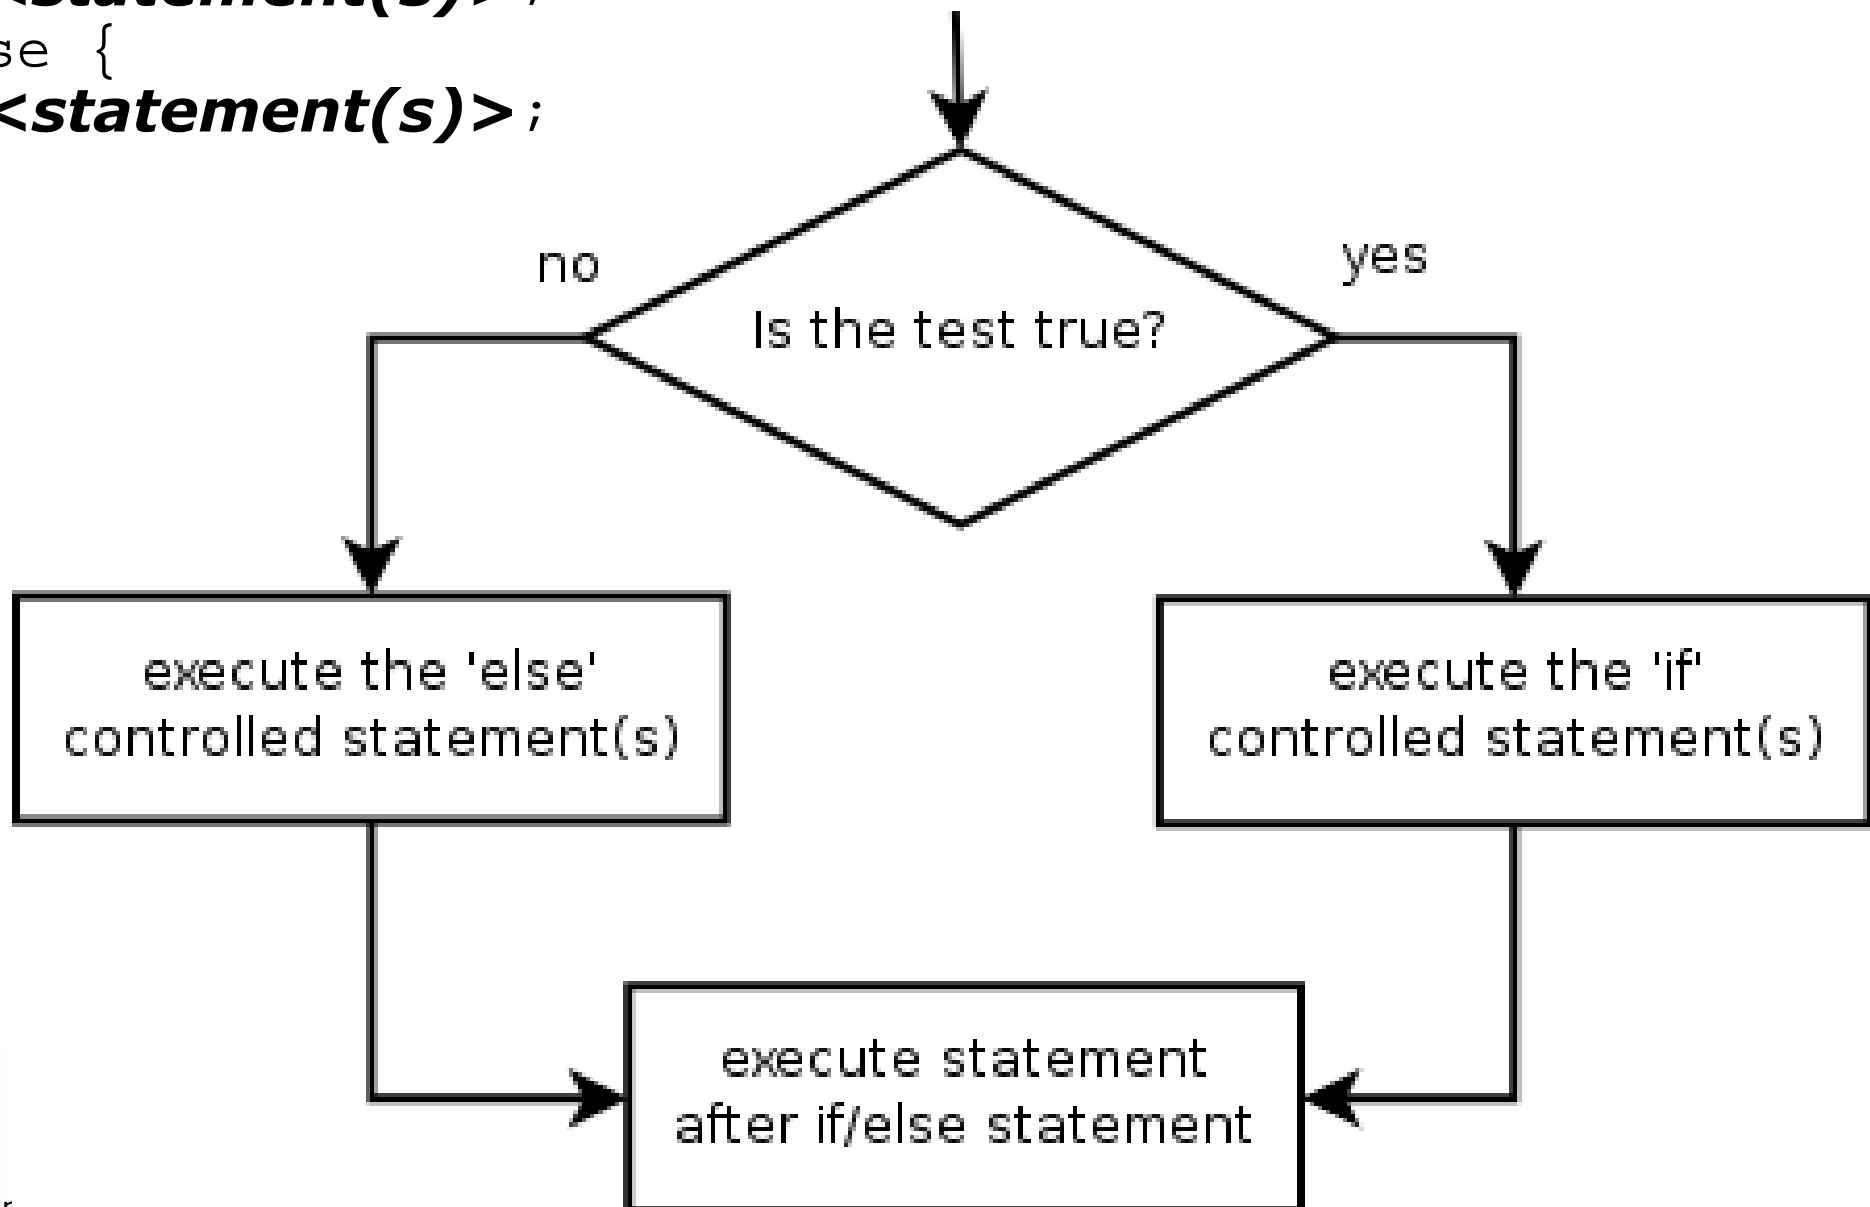 <statement(s)>;
se {
<statement(s)>;
no
yes
Is the test true?
execute the 'else'
controlled statement(s)
execute the 'if'
controlled statement(s)
execute statement
after if/else statement